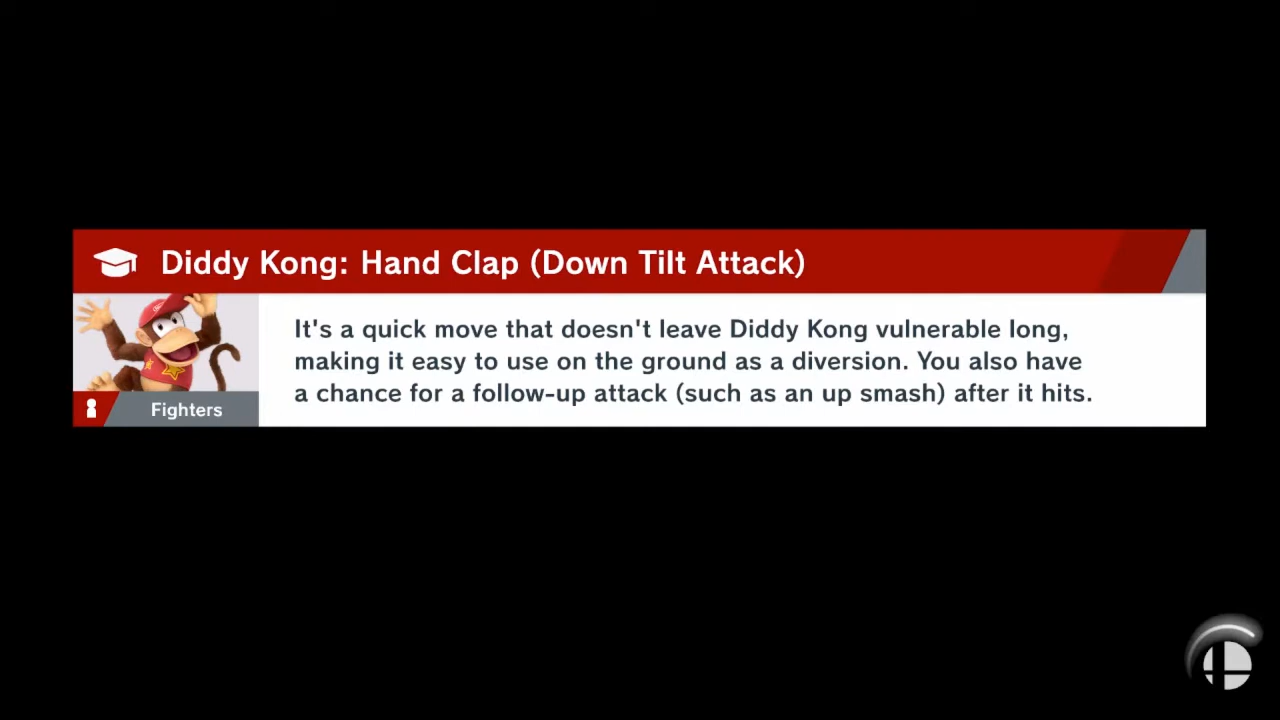 Diddy Kong: Hand Clap (Down Tilt Attack)
It's a quick move that doesn't leave Diddy Kong vulnerable long,
making it easy to use on the ground as a diversion. You also have
a chance for a follow-up attack (such as an up smash) after it hits.
Fighters